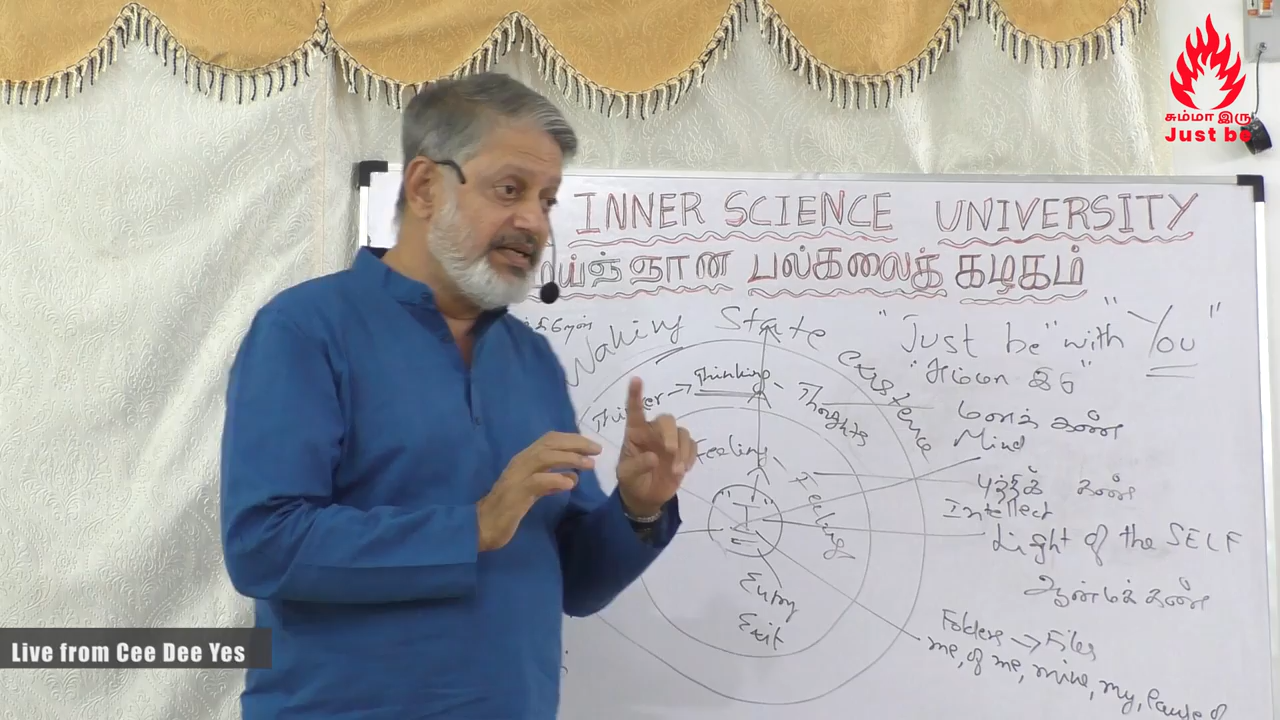 சும்மா இரு
Just be
INNER SCIENCE UNIVERSITY
மெய்ஞ்ஞான பல்கலைக் கழகம்
Waking State existence
"Just be" with "You"
"சும்மா இரு"
Thinker → Thinking
Thoughts
மனக் கண்
Mind
Feeling
Feeling
புத்திக் கண்
Intellect
Light of the SELF
ஆன்மக் கண்
I
Entry
Exit
Folders → Files
me, of me, mine, my,
Live from Cee Dee Yes